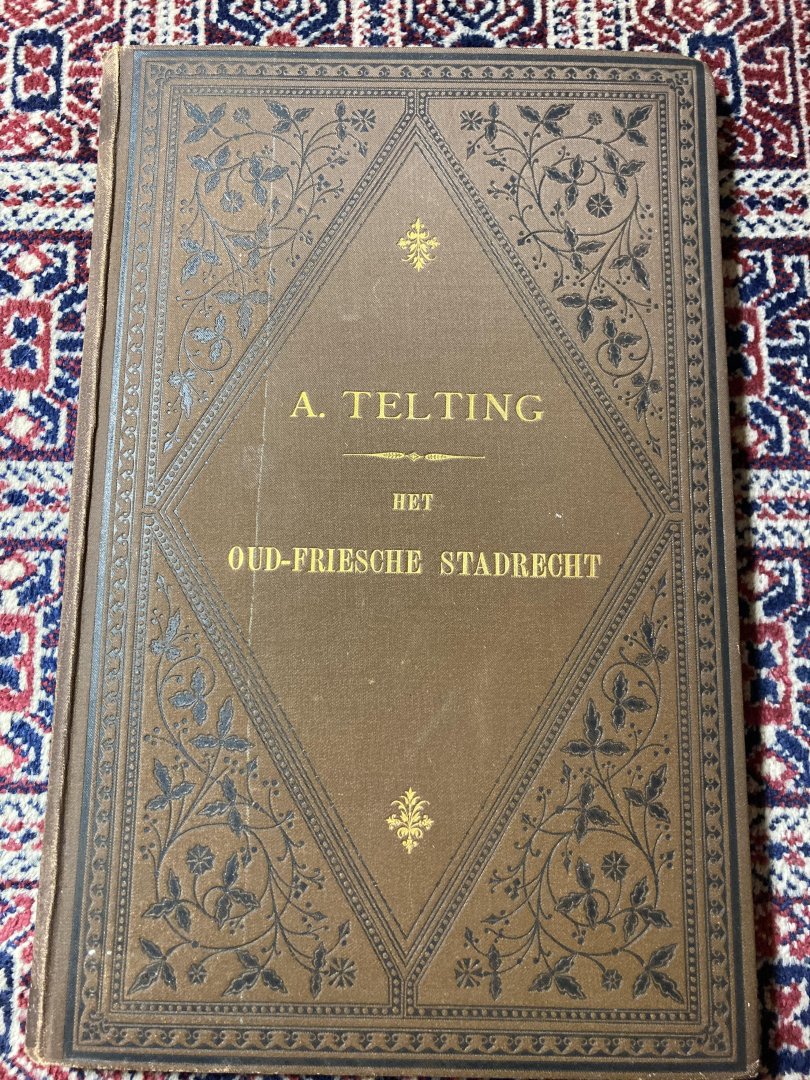 A. TELTING
HET
OUD-FRIESCHE STADRECHT